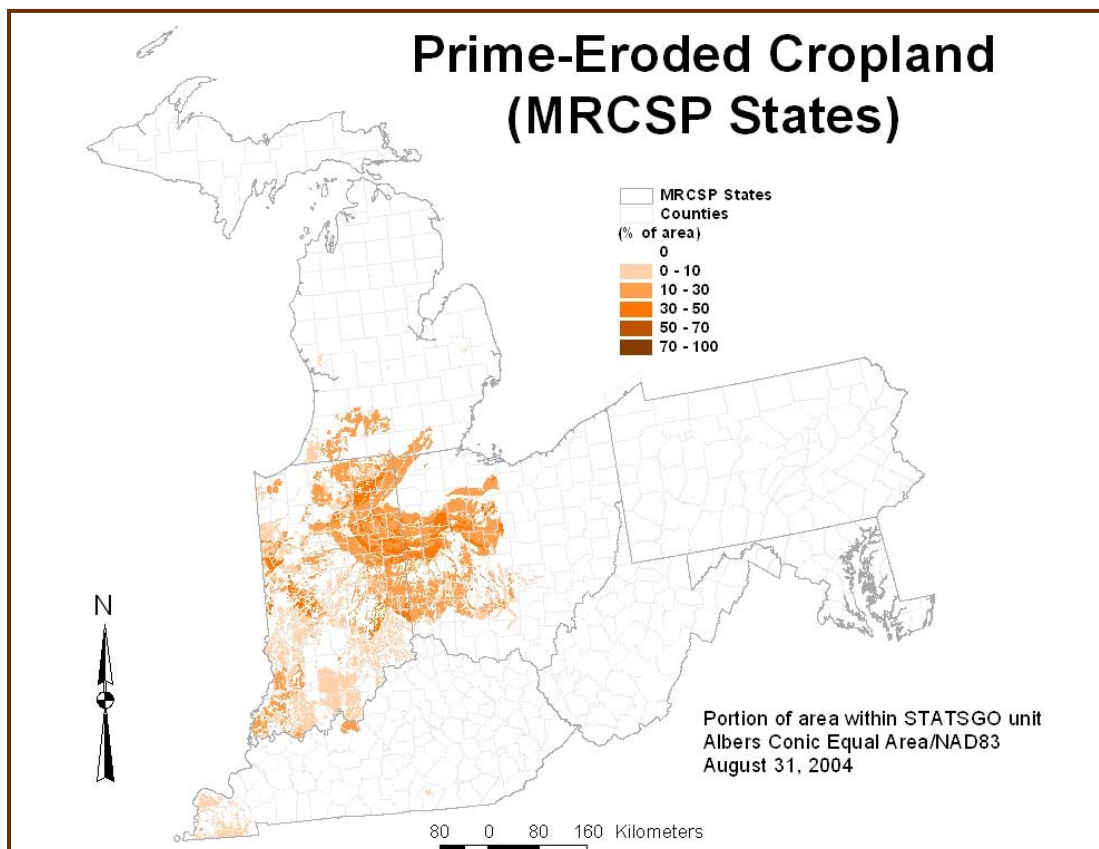 Prime-Eroded Cropland
(MRCSP States)
MRCSP States
Counties
(% of area)
0
0 - 10
10 - 30
30 - 50
50 - 70
70 - 100
N
Portion of area within STATSGO unit
Albers Conic Equal Area/NAD83
August 31, 2004
80 0 80 160 Kilometers